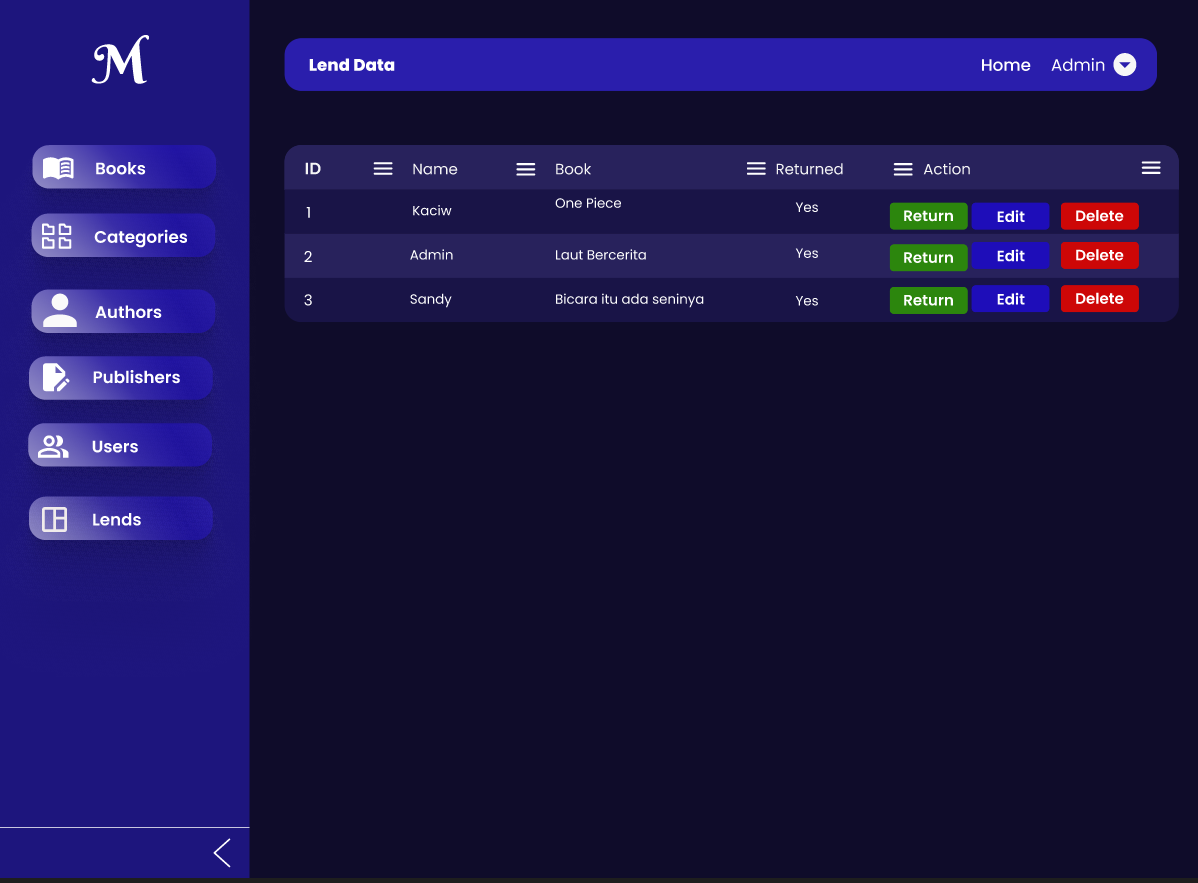 M
Lend Data Home Admin
Books
Categories
Authors
Publishers
Users
Lends
ID Name Book Returned Action
1 Kaciw One Piece Yes Return Edit Delete
2 Admin Laut Bercerita Yes Return Edit Delete
3 Sandy Bicara itu ada seninya Yes Return Edit Delete